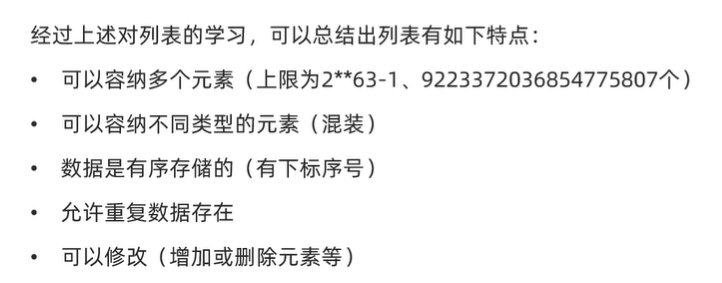 经过上述对列表的学习，可以总结出列表有如下特点：
• 可以容纳多个元素（上限为2**63-1、9223372036854775807个）
• 可以容纳不同类型的元素（混装）
• 数据是有序存储的（有下标序号）
• 允许重复数据存在
• 可以修改（增加或删除元素等）